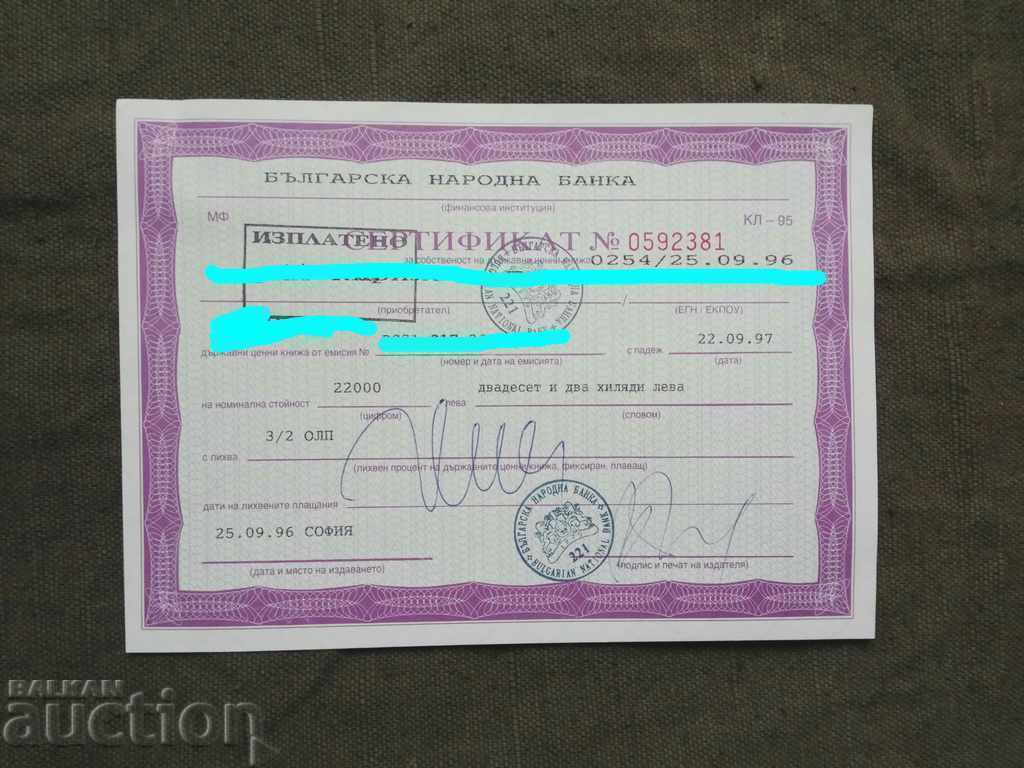 БЪЛГАРСКА НАРОДНА БАНКА
(финансова институция)
МФ
КЛ – 95
ИЗПЛАТЕНО
СЕРТИФИКАТ № 0592381
за собственост на държавни ценни книжа 0254/25.09.96
(приобретател) / (ЕГН / ЕКПОУ)
държавни ценни книжа от емисия № с падеж 22.09.97
(номер и дата на емисията) (дата)
на номинална стойност 22000 лева двадесет и два хиляди лева
(цифром) (словом)
с лихва 3/2 ОЛП
(лихвен процент на държавните ценни книжа, фиксиран, плаващ)
дати на лихвените плащания
25.09.96 СОФИЯ
(дата и място на издаването)
(подпис и печат на издателя)
БЪЛГАРСКА НАРОДНА БАНКА
BULGARIAN NATIONAL BANK
221
221
BALKAN
auction